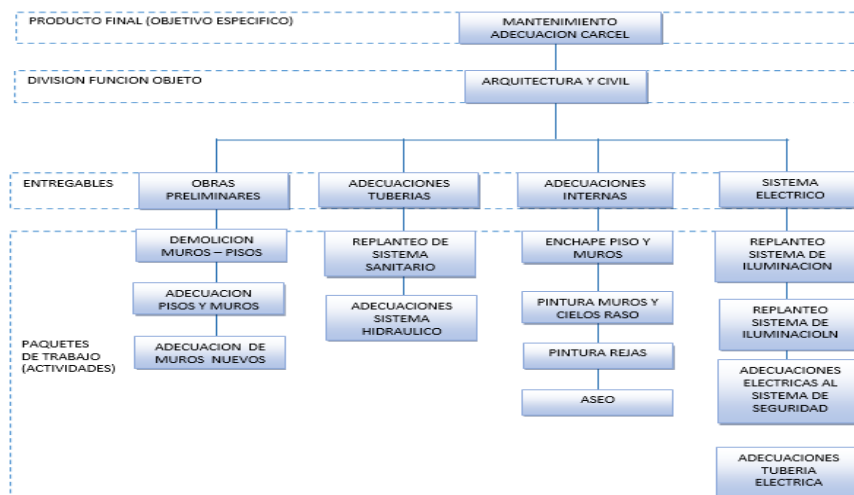 PRODUCTO FINAL (OBJETIVO ESPECIFICO)
MANTENIMIENTO
ADECUACION CARCEL
DIVISION FUNCION OBJETO
ARQUITECTURA Y CIVIL
ENTREGABLES
OBRAS
PRELIMINARES
ADECUACIONES
TUBERIAS
ADECUACIONES
INTERNAS
SISTEMA
ELECTRICO
PAQUETES
DE TRABAJO
(ACTIVIDADES)
DEMOLICION
MUROS – PISOS
ADECUACION
PISOS Y MUROS
ADECUACION DE
MUROS NUEVOS
REPLANTEO DE
SISTEMA
SANITARIO
ADECUACIONES
SISTEMA
HIDRAULICO
ENCHAPE PISO Y
MUROS
PINTURA MUROS Y
CIELOS RASO
PINTURA REJAS
ASEO
REPLANTEO
SISTEMA DE
ILUMINACION
REPLANTEO
SISTEMA DE
ILUMINACIOLN
ADECUACIONES
ELECTRICAS AL
SISTEMA DE
SEGURIDAD
ADECUACIONES
TUBERIA
ELECTRICA